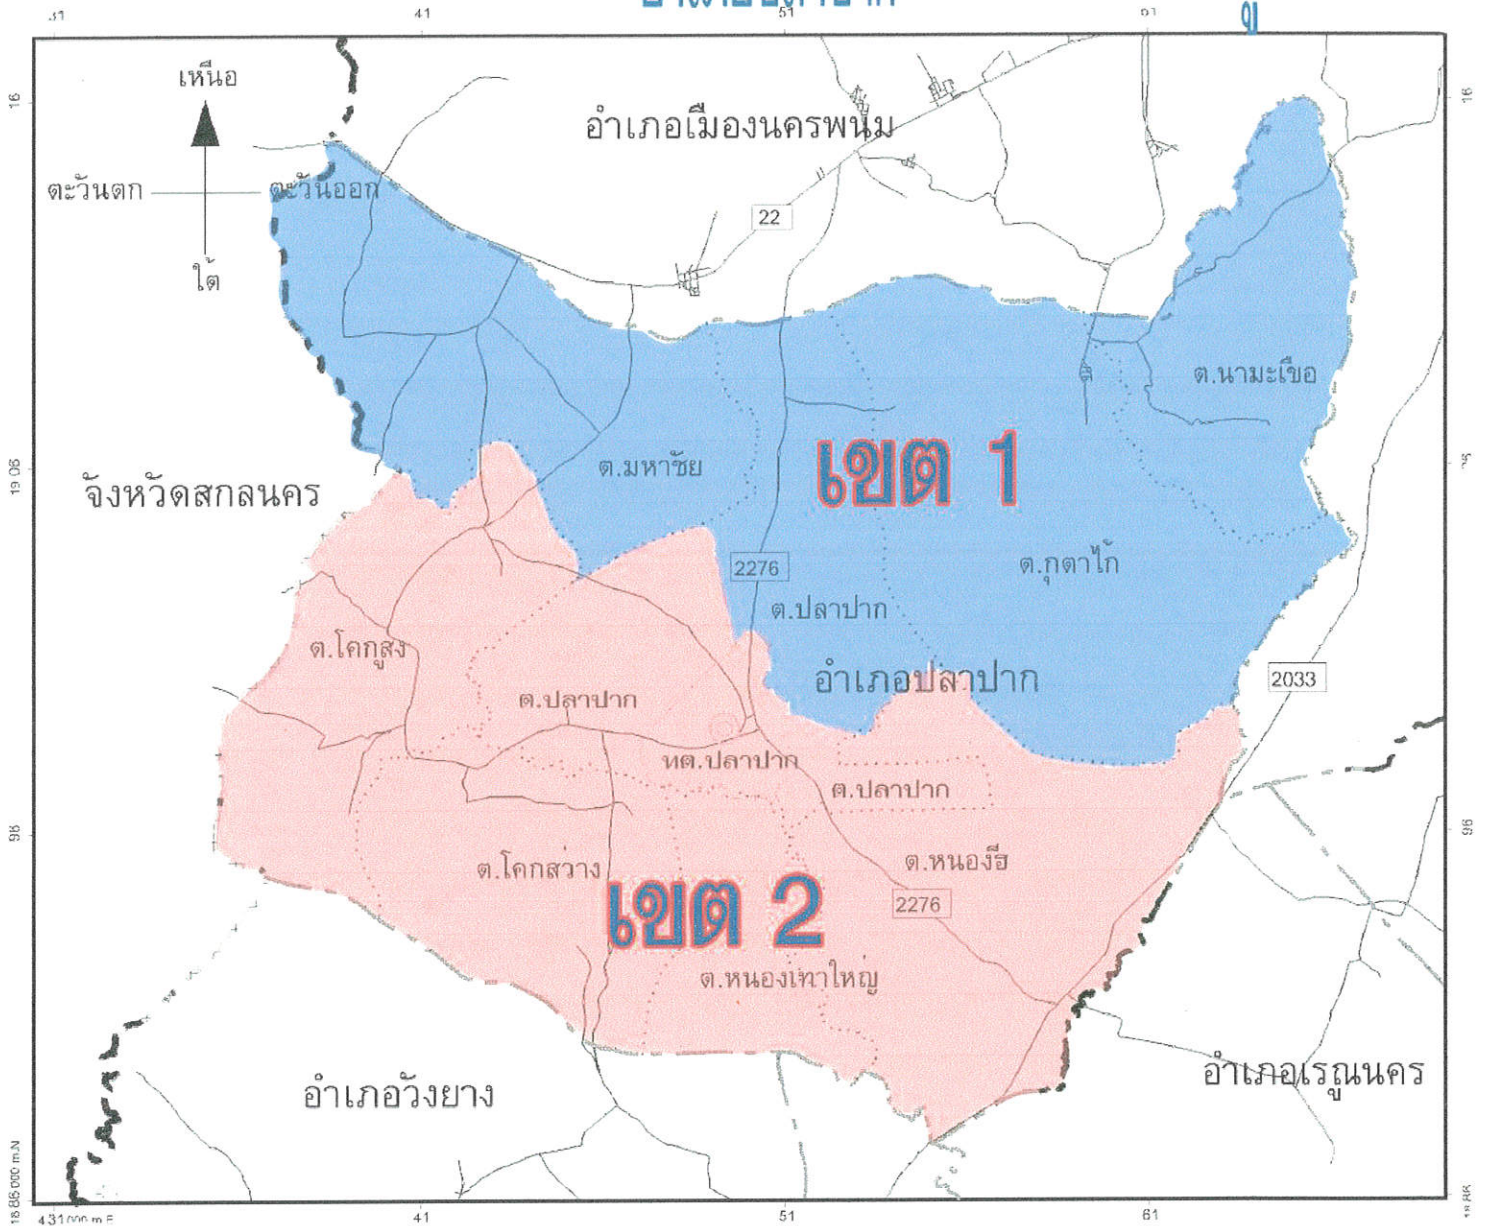 41
51
เหนือ
16
16
อำเภอเมืองนครพนม
ตะวันตก
ตะวันออก
22
ใต้
ต.นามะเขือ
เขต 1
ต.มหาชัย
19 06
จังหวัดสกลนคร
2276
ต.กุตาไก้
ต.ปลาปาก
ต.โคกสูง
อำเภอปลาปาก
2033
ต.ปลาปาก
ทต.ปลาปาก
ต.ปลาปาก
96
96
ต.หนองฮี
ต.โคกสว่าง
เขต 2
2276
ต.หนองเทาใหญ่
อำเภอเรณูนคร
อำเภอวังยาง
18 86 000 m.N
431000 m E
41
51
61